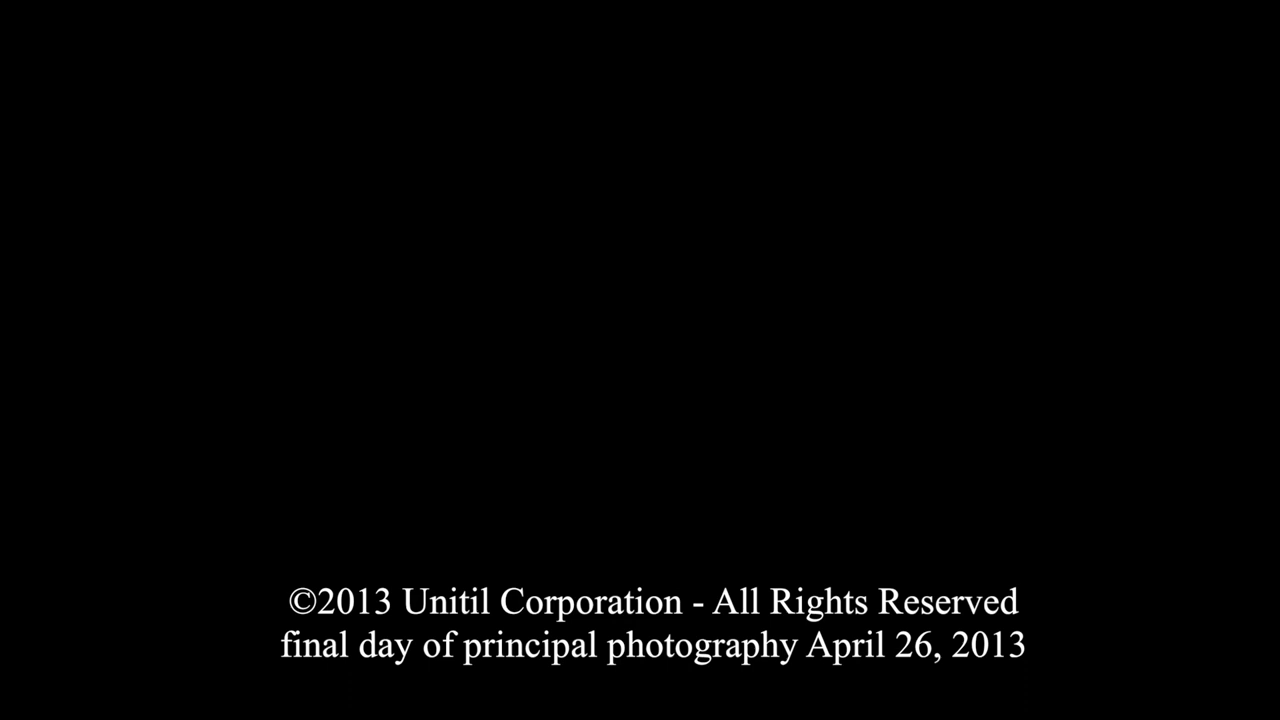 ©2013 Unitil Corporation - All Rights Reserved
final day of principal photography April 26, 2013